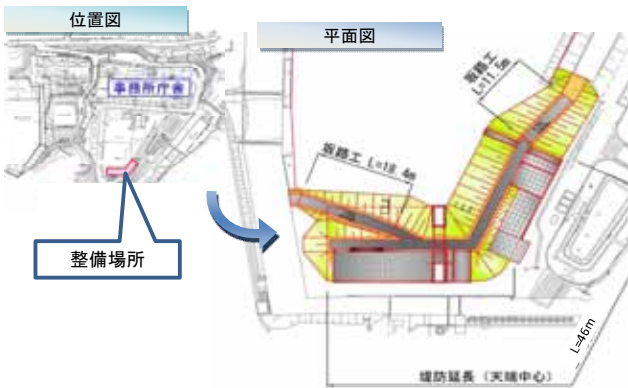 位置図
平面図
事務所庁舎
坂路工
L=11.5m
坂路工 L=18.4m
整備場所
L=46m
堤防延長（天端中心）